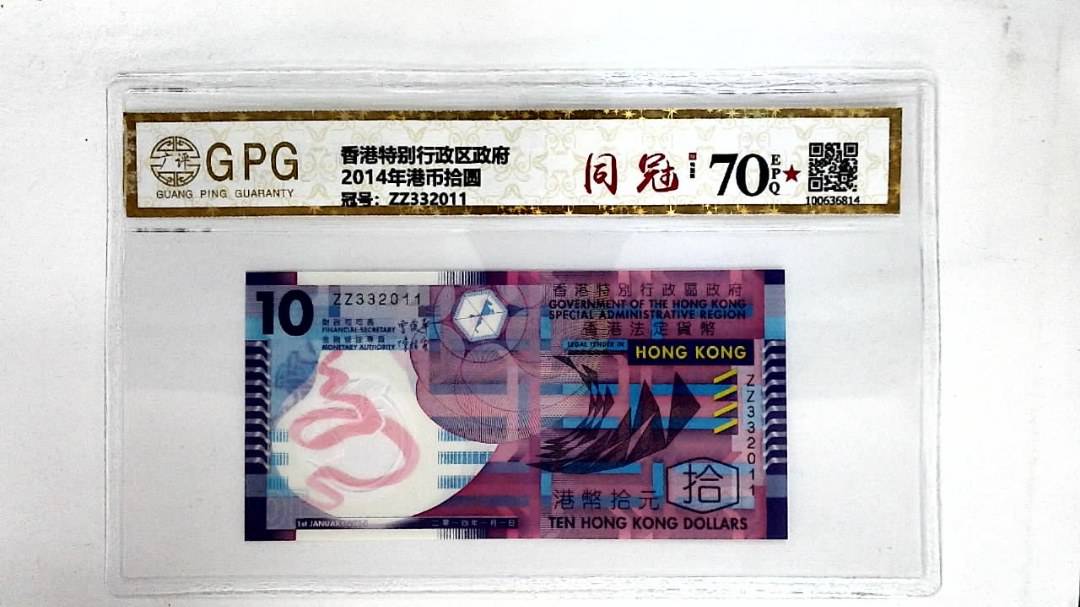 广评
GPG
GUANG PING GUARANTY
香港特别行政区政府
2014年港币拾圆
冠号：ZZ332011
同冠
70
EPQ
100636814
10
ZZ332011
財政司司長
FINANCIAL SECRETARY
金融管理專員
MONETARY AUTHORITY
香港特別行政區政府
GOVERNMENT OF THE HONG KONG
SPECIAL ADMINISTRATIVE REGION
香港法定貨幣
LEGAL TENDER IN
HONG KONG
ZZ332011
港幣拾元
拾
TEN HONG KONG DOLLARS
1st JANUARY
二零一四年一月一日